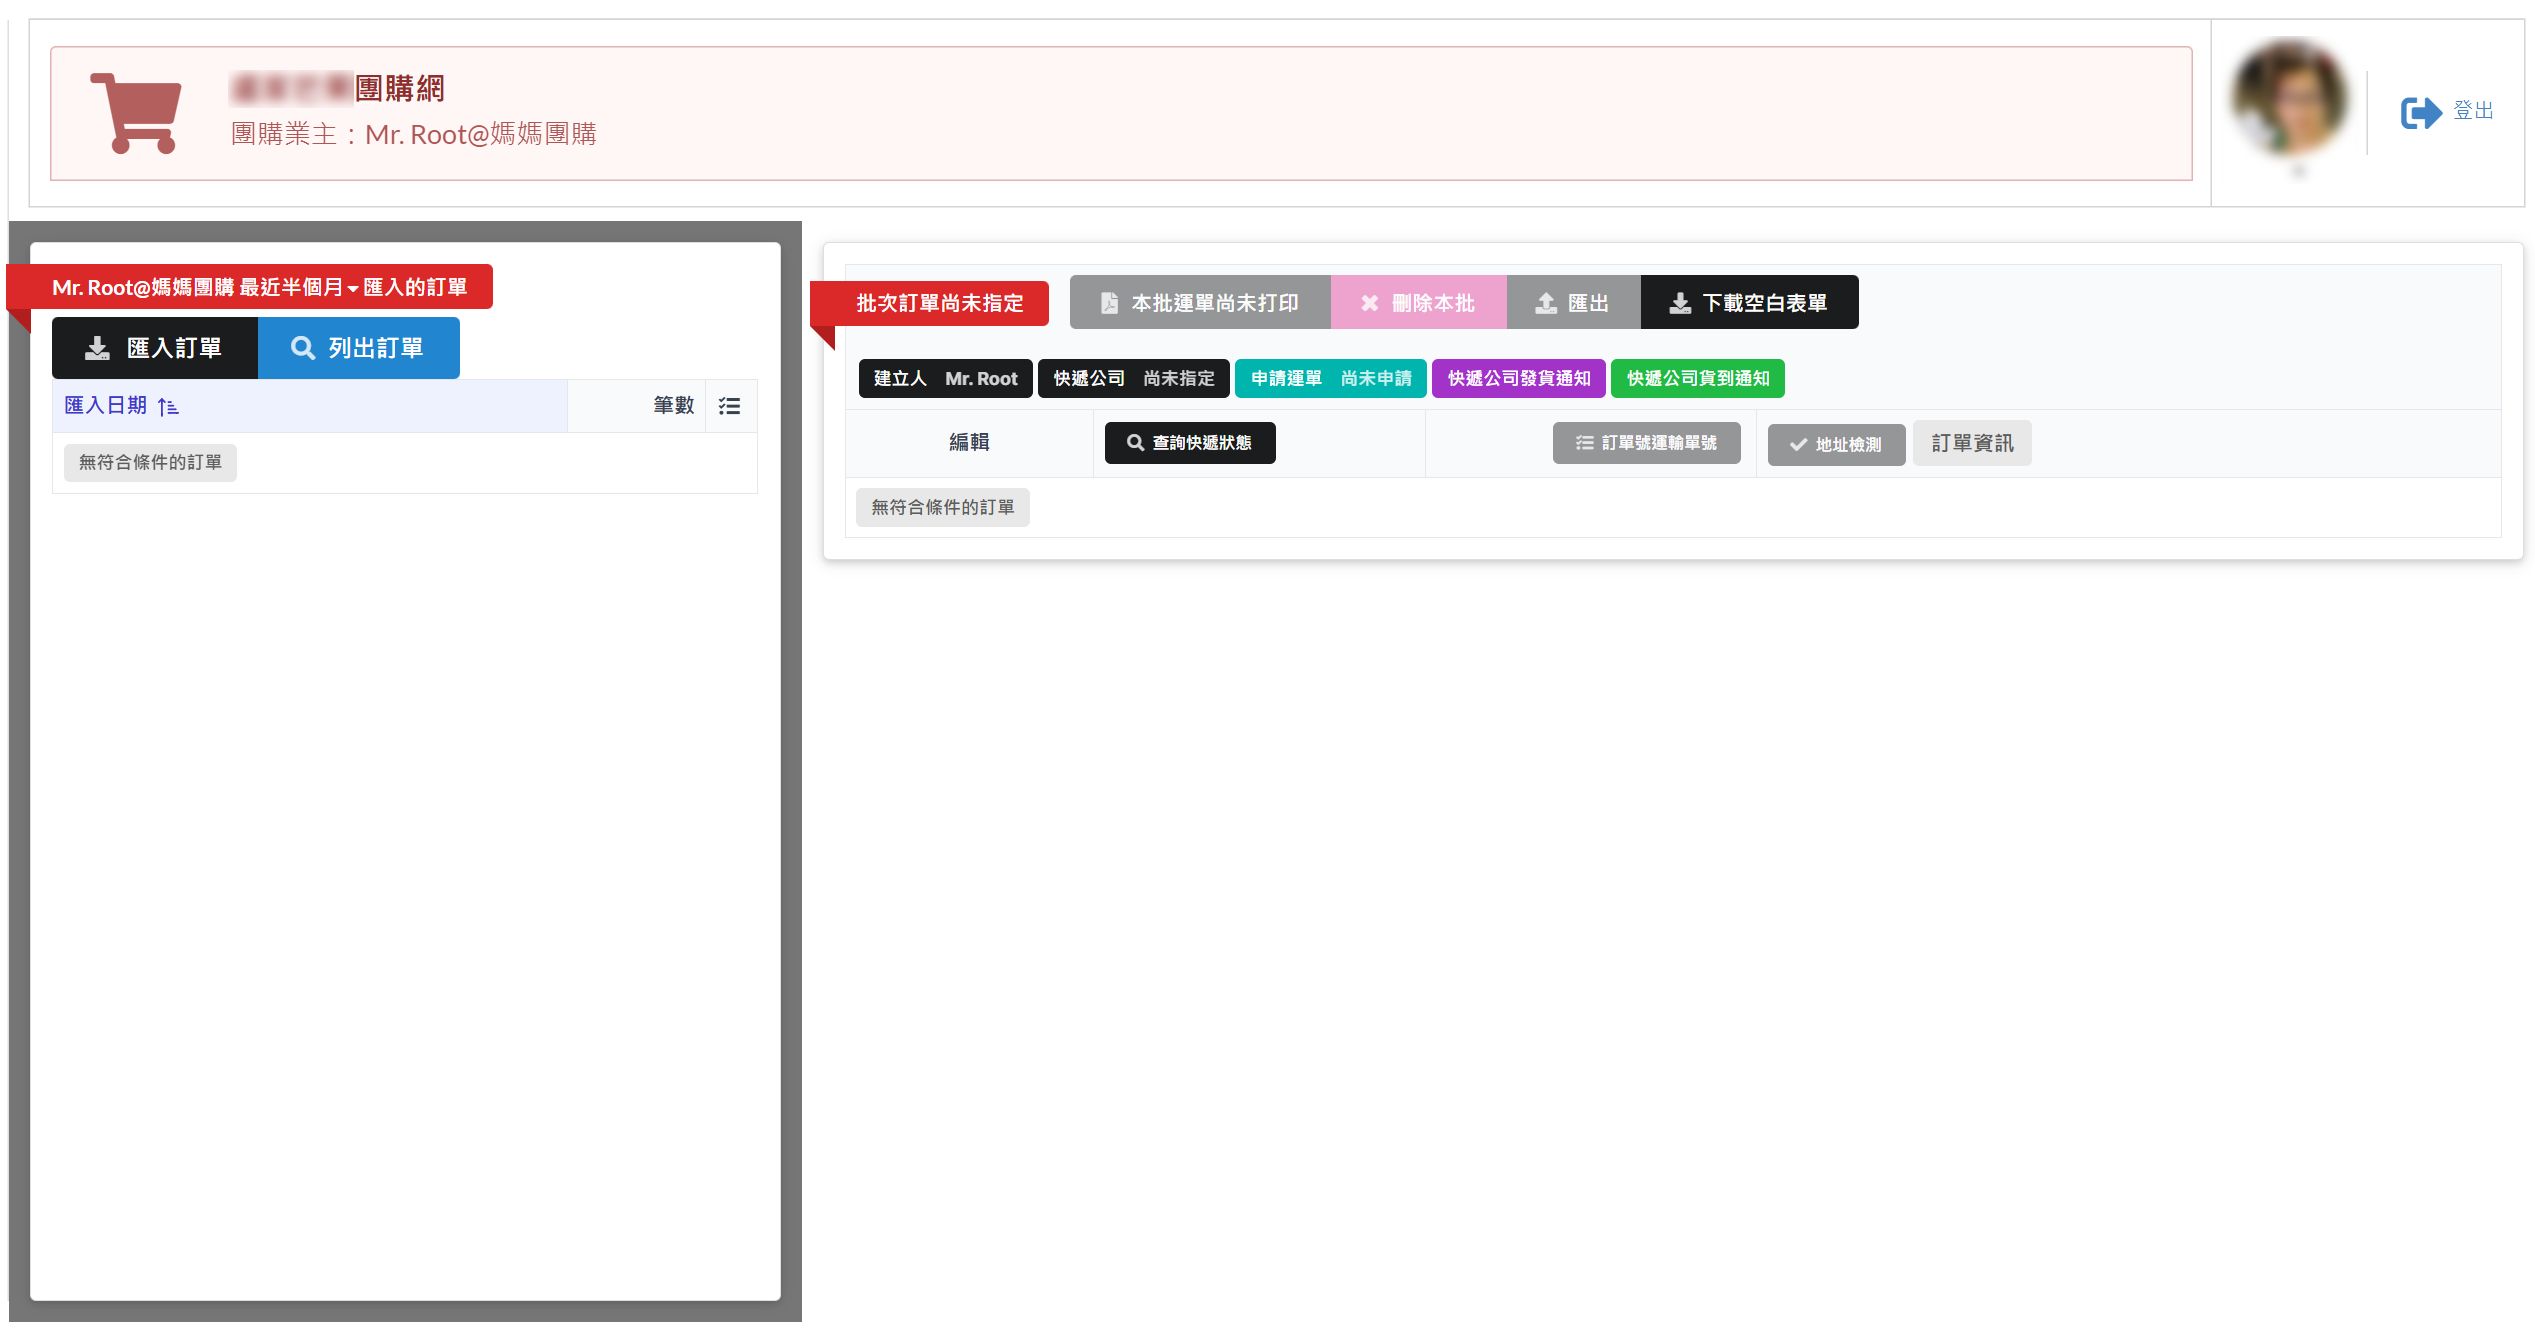 團購網
團購業主：Mr. Root@媽媽團購
登出
Mr. Root@媽媽團購 最近半個月 匯入的訂單
匯入訂單 列出訂單
匯入日期 筆數
無符合條件的訂單
批次訂單尚未指定 本批運單尚未打印 刪除本批 匯出 下載空白表單
建立人 Mr. Root 快遞公司 尚未指定 申請運單 尚未申請 快遞公司發貨通知 快遞公司貨到通知
編輯 查詢快遞狀態 訂單號運輸單號 地址檢測 訂單資訊
無符合條件的訂單